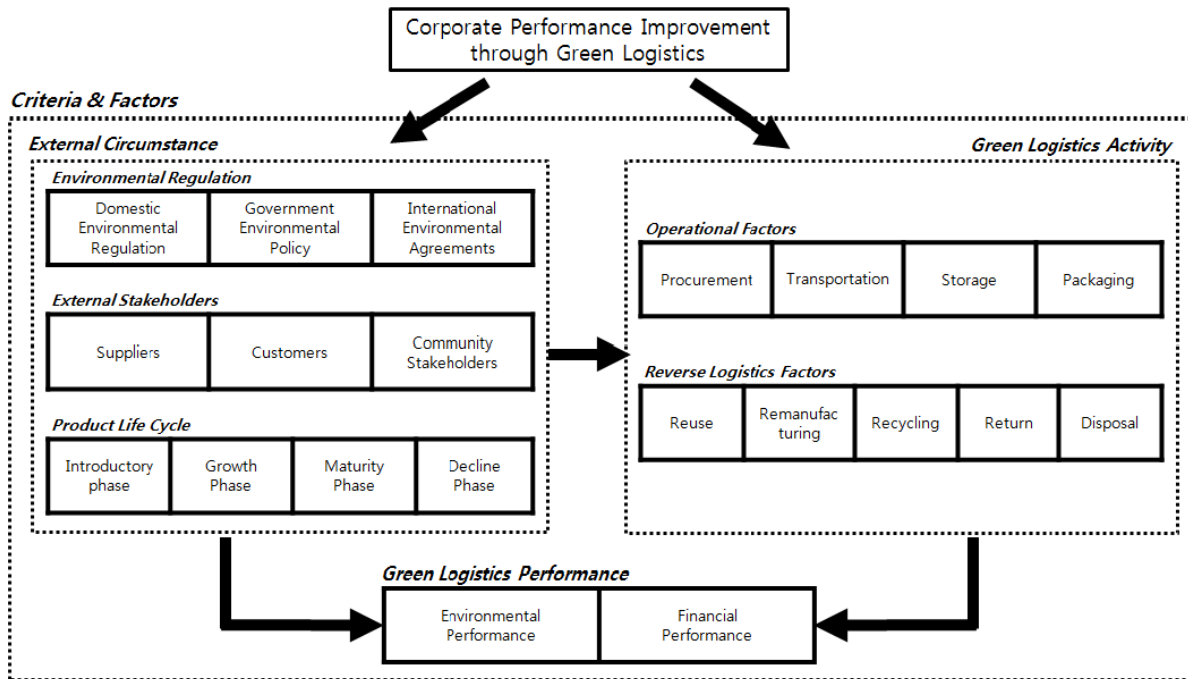 Corporate Performance Improvement
through Green Logistics
Criteria & Factors
External Circumstance
Environmental Regulation
Domestic
Environmental
Regulation
Government
Environmental
Policy
International
Environmental
Agreements
External Stakeholders
Suppliers
Customers
Community
Stakeholders
Product Life Cycle
Introductory
phase
Growth
Phase
Maturity
Phase
Decline
Phase
Green Logistics Activity
Operational Factors
Procurement
Transportation
Storage
Packaging
Reverse Logistics Factors
Reuse
Remanufac
turing
Recycling
Return
Disposal
Green Logistics Performance
Environmental
Performance
Financial
Performance